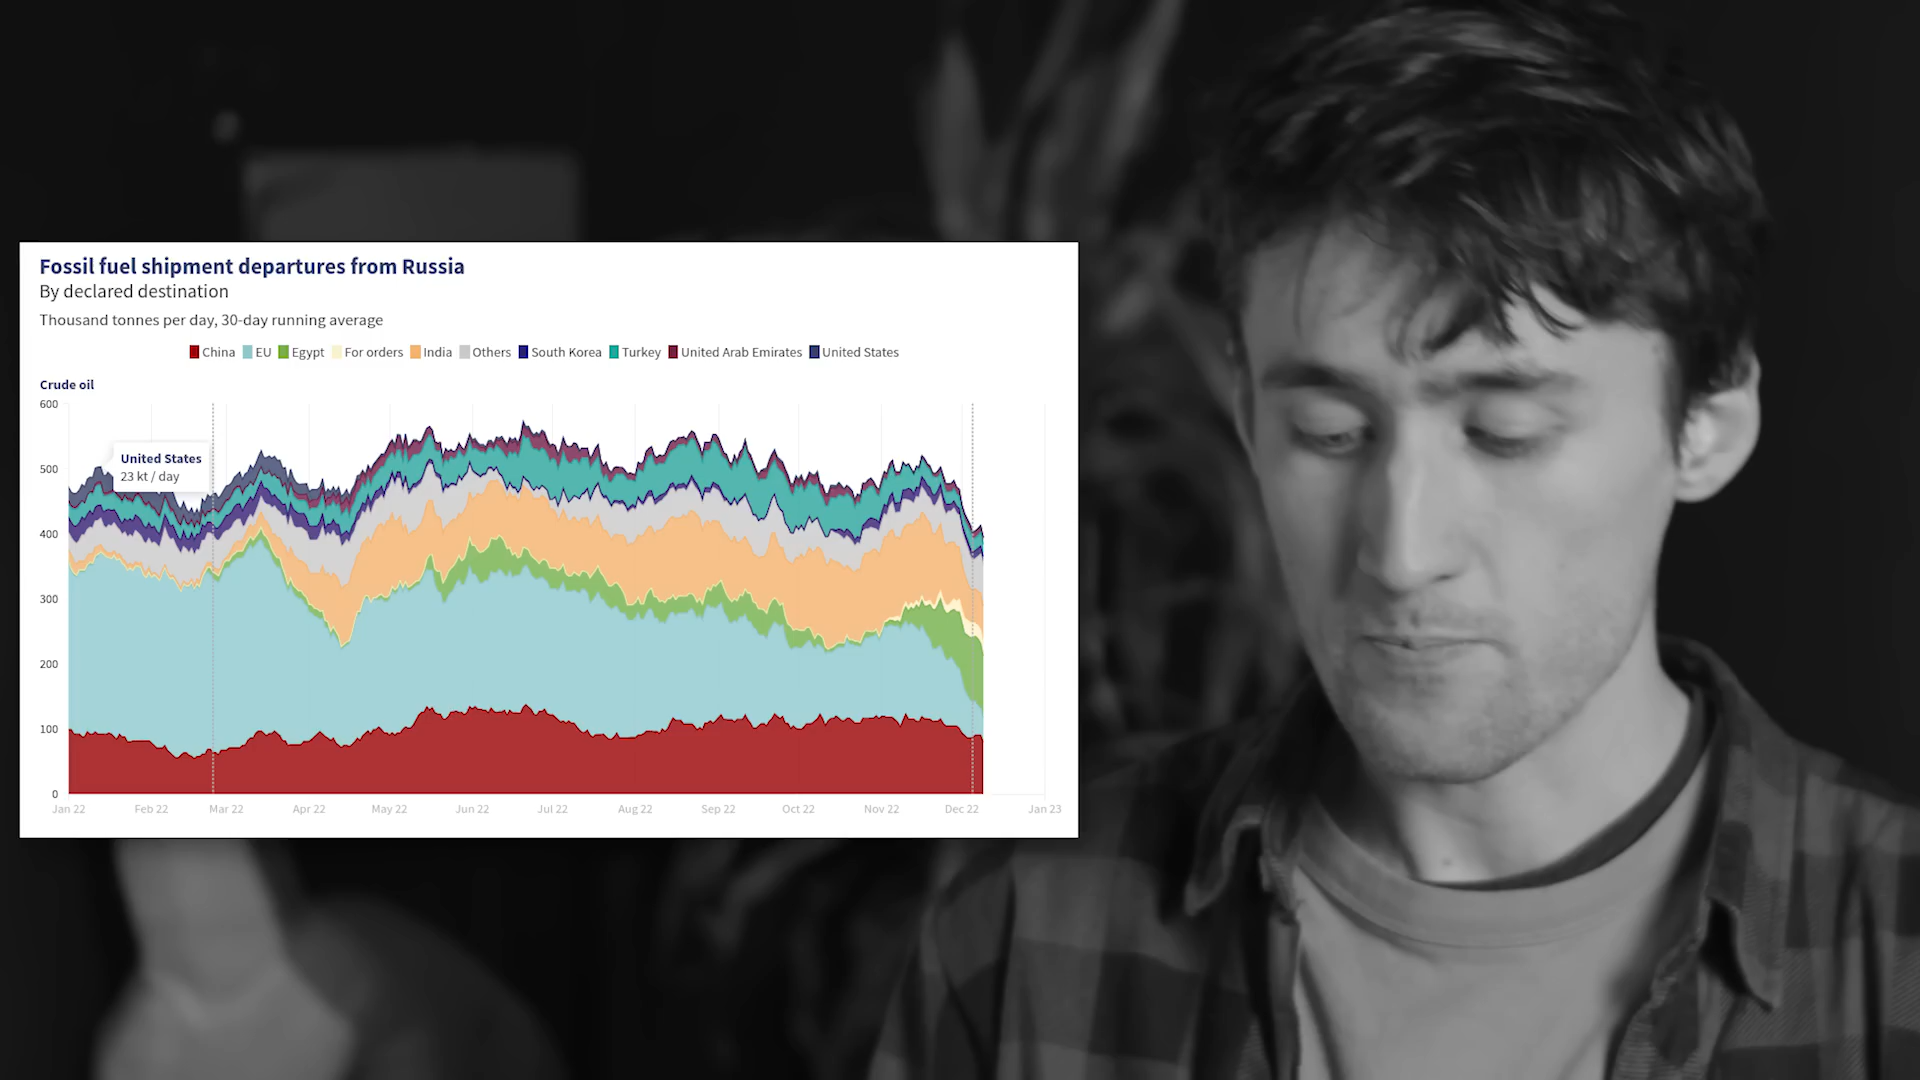 Fossil fuel shipment departures from Russia
By declared destination
Thousand tonnes per day, 30-day running average
China EU Egypt For orders India Others South Korea Turkey United Arab Emirates United States
Crude oil
600
500
400
300
200
100
0
United States
23 kt / day
Jan 22 Feb 22 Mar 22 Apr 22 May 22 Jun 22 Jul 22 Aug 22 Sep 22 Oct 22 Nov 22 Dec 22 Jan 23